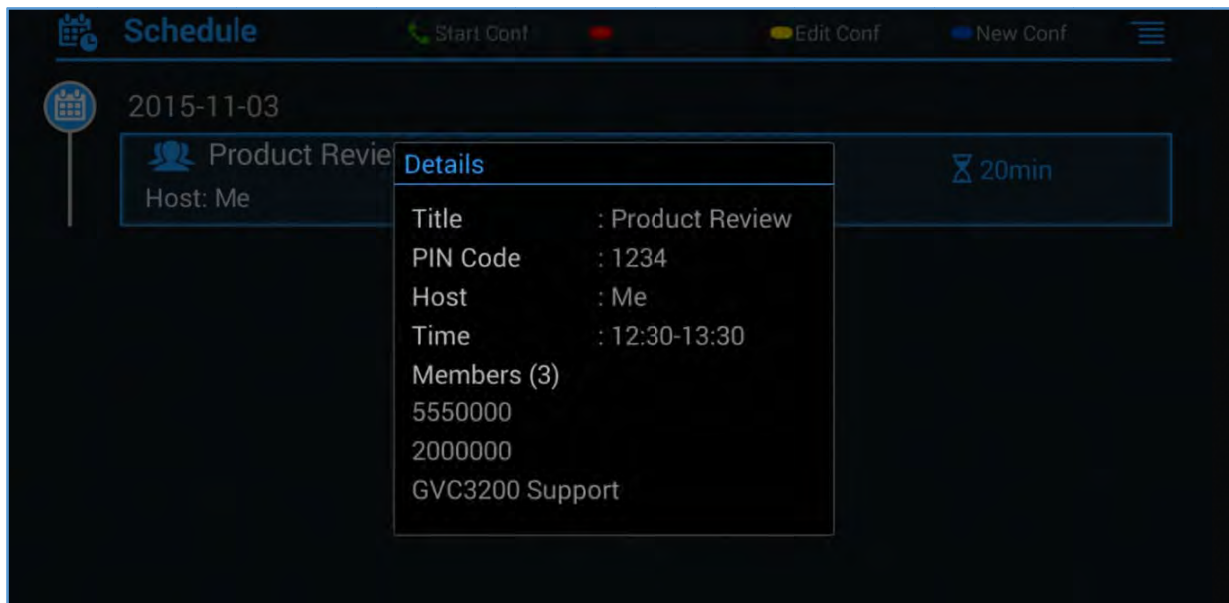 Schedule Start Conf Edit Conf New Conf
2015-11-03
Product Revie 20min
Host: Me
Details
Title : Product Review
PIN Code : 1234
Host : Me
Time : 12:30-13:30
Members (3)
5550000
2000000
GVC3200 Support